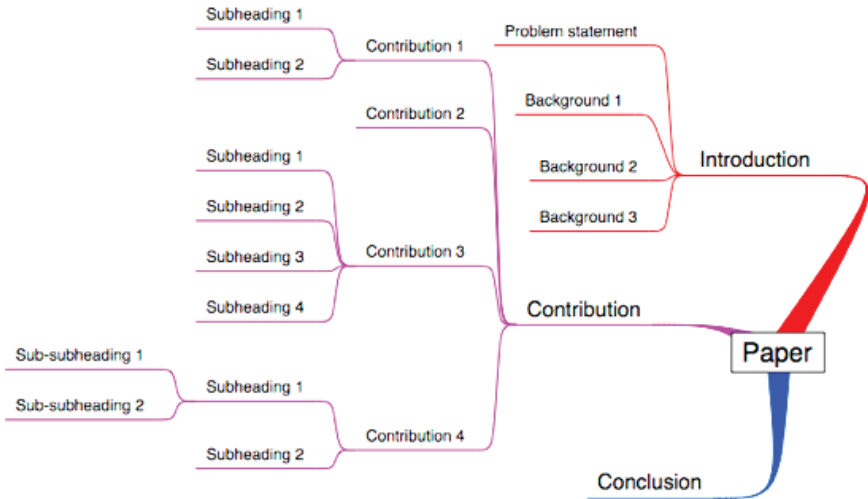 Paper
Introduction
Problem statement
Background 1
Background 2
Background 3
Contribution
Contribution 1
Subheading 1
Subheading 2
Contribution 2
Contribution 3
Subheading 1
Subheading 2
Subheading 3
Subheading 4
Contribution 4
Subheading 1
Sub-subheading 1
Sub-subheading 2
Subheading 2
Conclusion